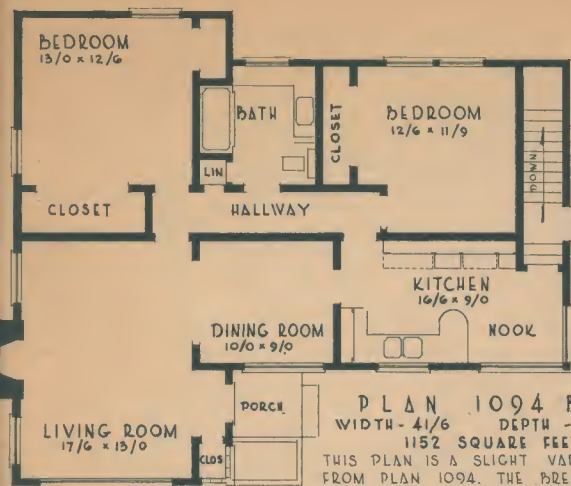 BEDROOM
13/0 x 12/6
BATH
CLOSET
BEDROOM
12/6 x 11/9
DOWN
LIN
CLOSET
HALLWAY
KITCHEN
16/6 x 9/0
DINING ROOM
10/0 x 9/0
NOOK
PORCH
LIVING ROOM
17/6 x 13/0
CLOS
PLAN 1094
WIDTH - 41/6 DEPTH -
1152 SQUARE
THIS PLAN IS A SLIGHT
FROM PLAN 1094. THE